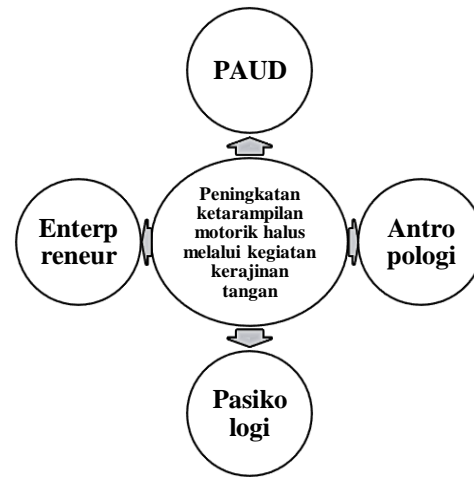 PAUD
Enterp
reneur
Peningkatan
ketarampilan
motorik halus
melalui kegiatan
kerajinan
tangan
Antro
pologi
Pasiko
logi